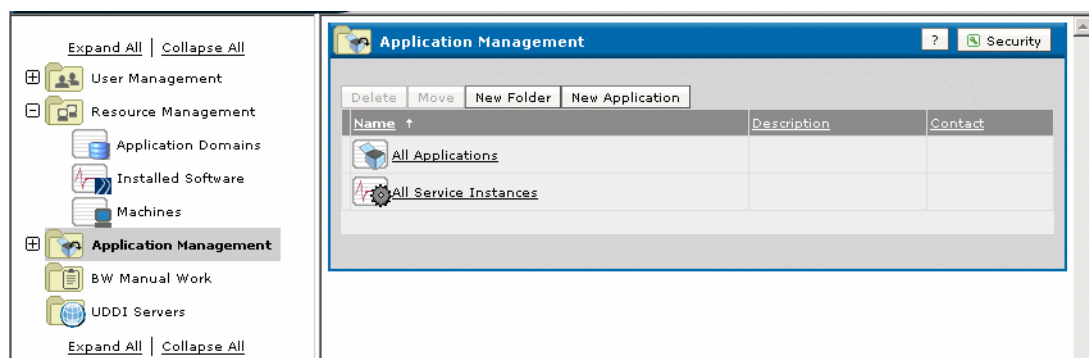 Expand All | Collapse All
User Management
Resource Management
Application Domains
Installed Software
Machines
Application Management
BW Manual Work
UDDI Servers
Expand All | Collapse All
Application Management ? Security
Delete Move New Folder New Application
Name ↑ Description Contact
All Applications
All Service Instances